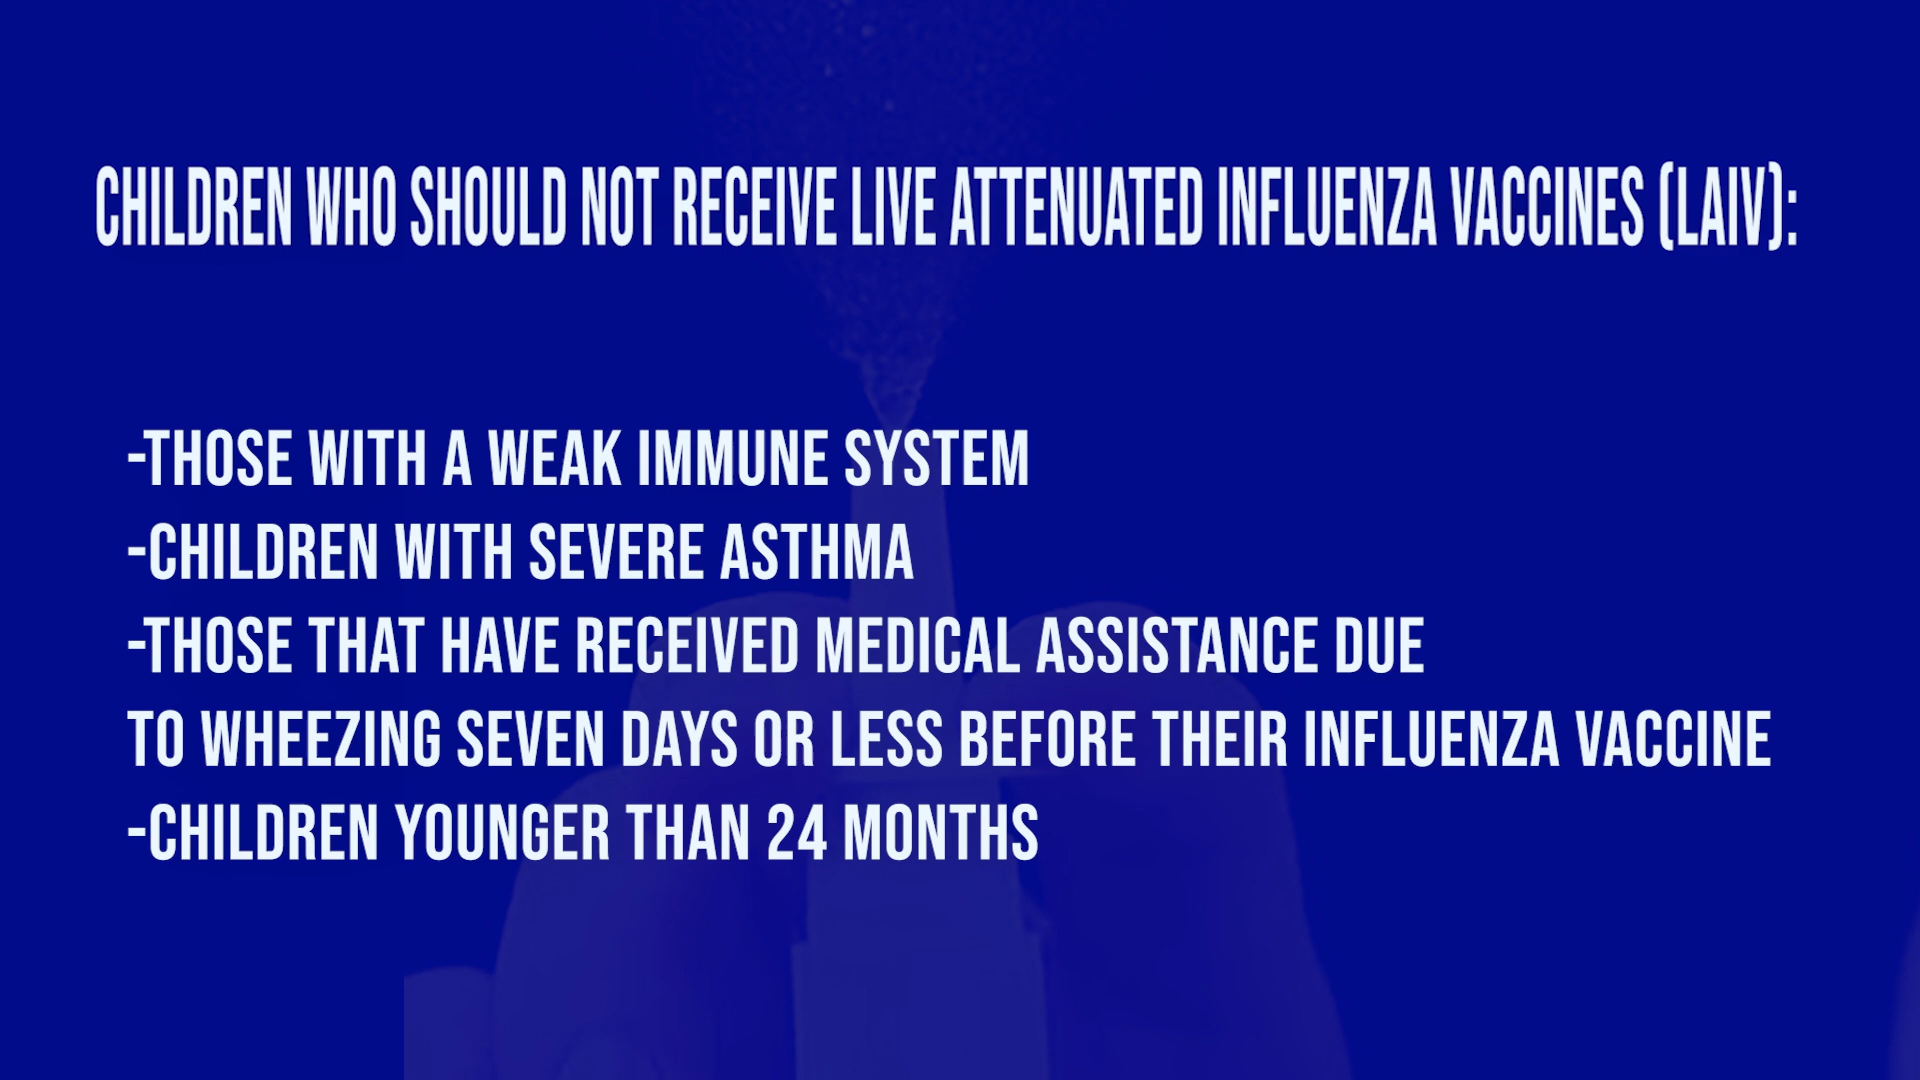 CHILDREN WHO SHOULD NOT RECEIVE LIVE ATTENUATED INFLUENZA VACCINES (LAIV):
-THOSE WITH A WEAK IMMUNE SYSTEM
-CHILDREN WITH SEVERE ASTHMA
-THOSE THAT HAVE RECEIVED MEDICAL ASSISTANCE DUE
TO WHEEZING SEVEN DAYS OR LESS BEFORE THEIR INFLUENZA VACCINE
-CHILDREN YOUNGER THAN 24 MONTHS